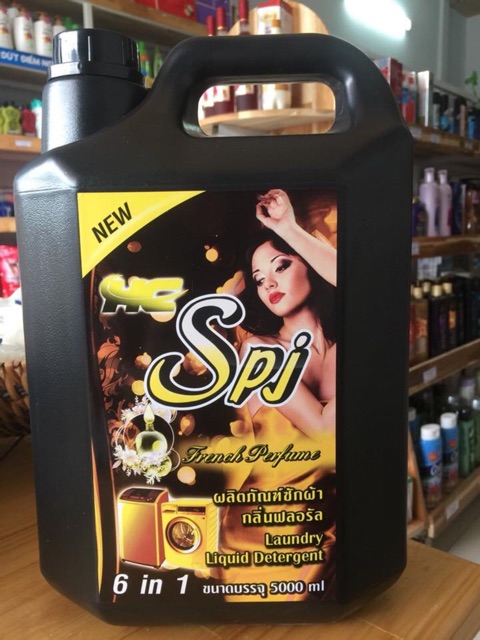 DỨT ĐIỂM
NEW
HC
Spj
French Perfume
ผลิตภัณฑ์ซักผ้า
กลิ่นฟลอรัล
Laundry
Liquid Detergent
6 in 1 ขนาดบรรจุ 5000 ml